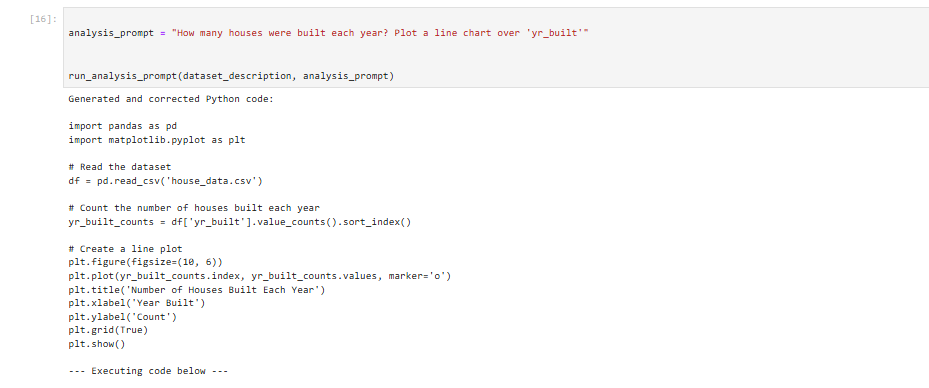 [16]:
analysis_prompt = "How many houses were built each year? Plot a line chart over 'yr_built'"
run_analysis_prompt(dataset_description, analysis_prompt)
Generated and corrected Python code:
import pandas as pd
import matplotlib.pyplot as plt
# Read the dataset
df = pd.read_csv('house_data.csv')
# Count the number of houses built each year
yr_built_counts = df['yr_built'].value_counts().sort_index()
# Create a line plot
plt.figure(figsize=(10, 6))
plt.plot(yr_built_counts.index, yr_built_counts.values, marker='o')
plt.title('Number of Houses Built Each Year')
plt.xlabel('Year Built')
plt.ylabel('Count')
plt.grid(True)
plt.show()
--- Executing code below ---